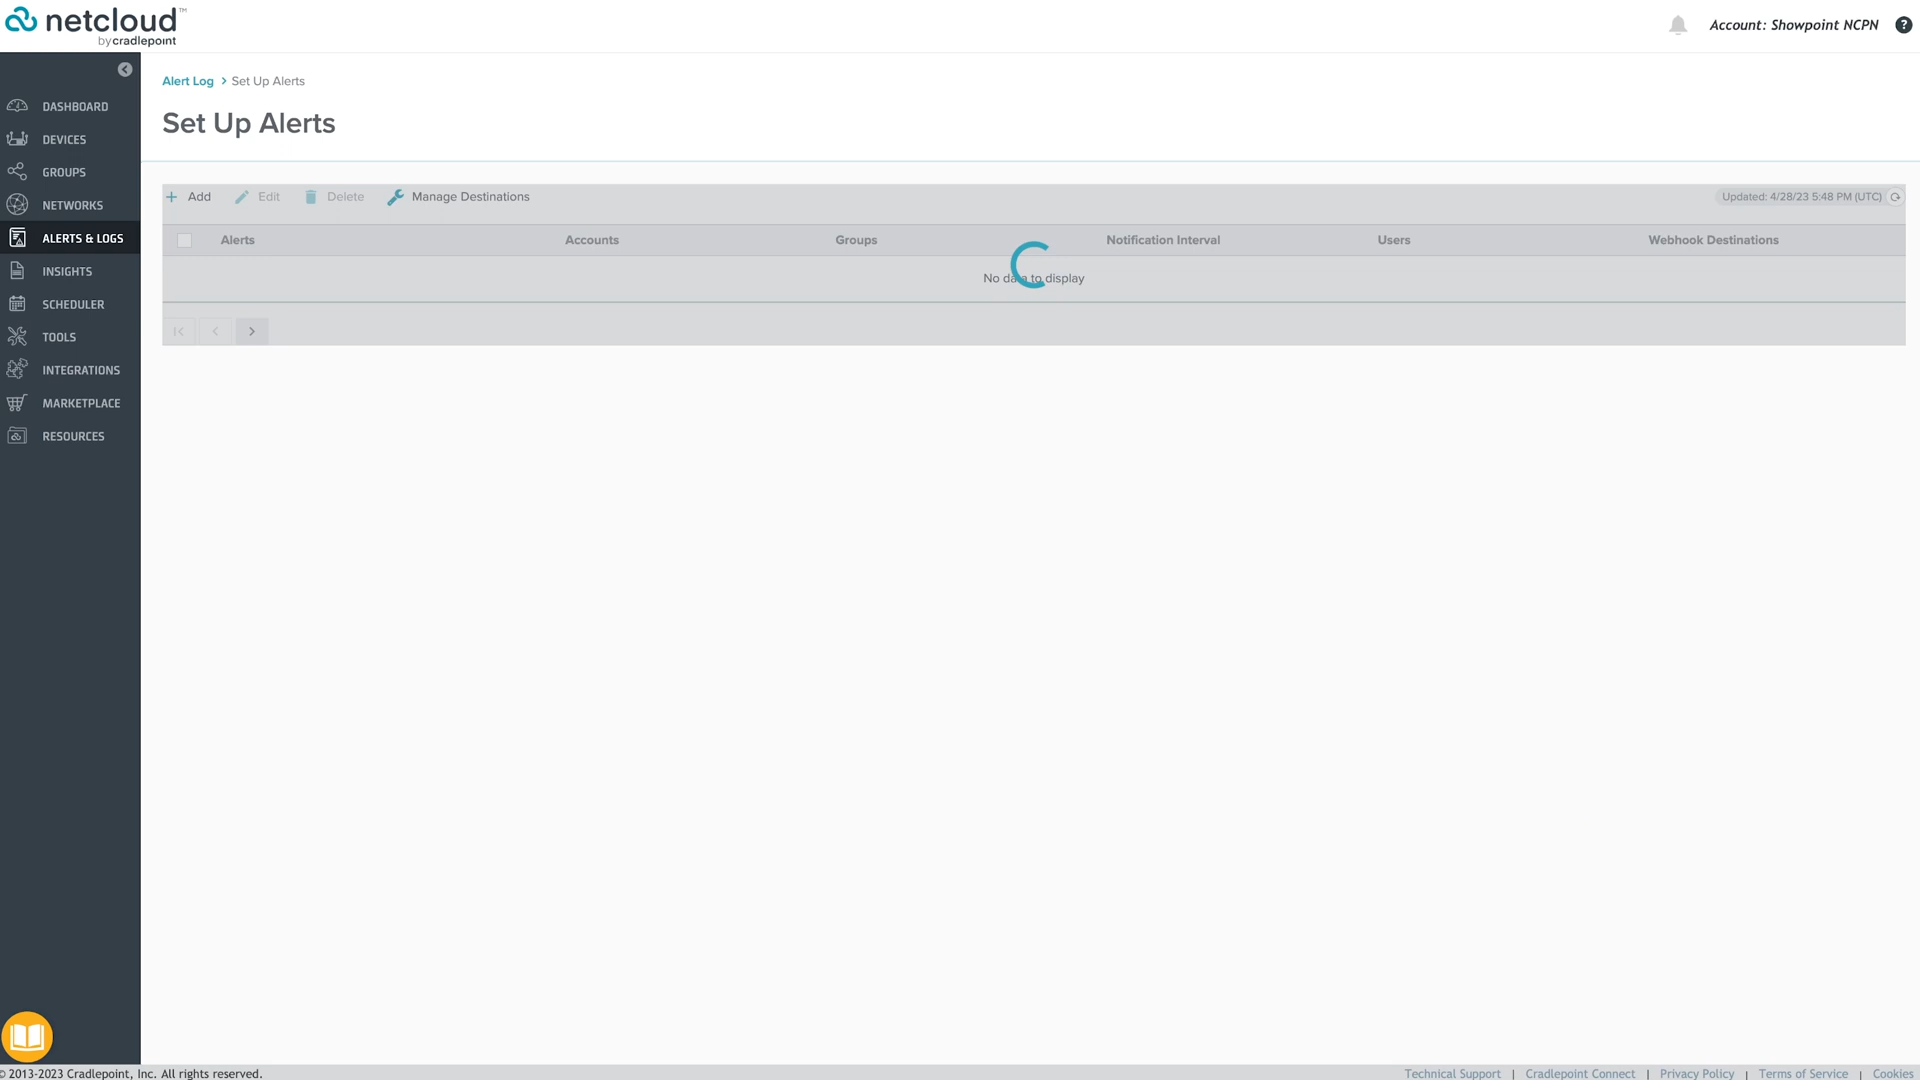 netcloud™
by cradlepoint
Account: Showpoint NCPN ?
Alert Log > Set Up Alerts
Set Up Alerts
DASHBOARD
DEVICES
GROUPS
NETWORKS
ALERTS & LOGS
INSIGHTS
SCHEDULER
TOOLS
INTEGRATIONS
MARKETPLACE
RESOURCES
+ Add Edit Delete Manage Destinations Updated: 4/28/23 5:48 PM (UTC)
Alerts Accounts Groups Notification Interval Users Webhook Destinations
No data to display
© 2013-2023 Cradlepoint, Inc. All rights reserved. Technical Support | Cradlepoint Connect | Privacy Policy | Terms of Service | Cookies